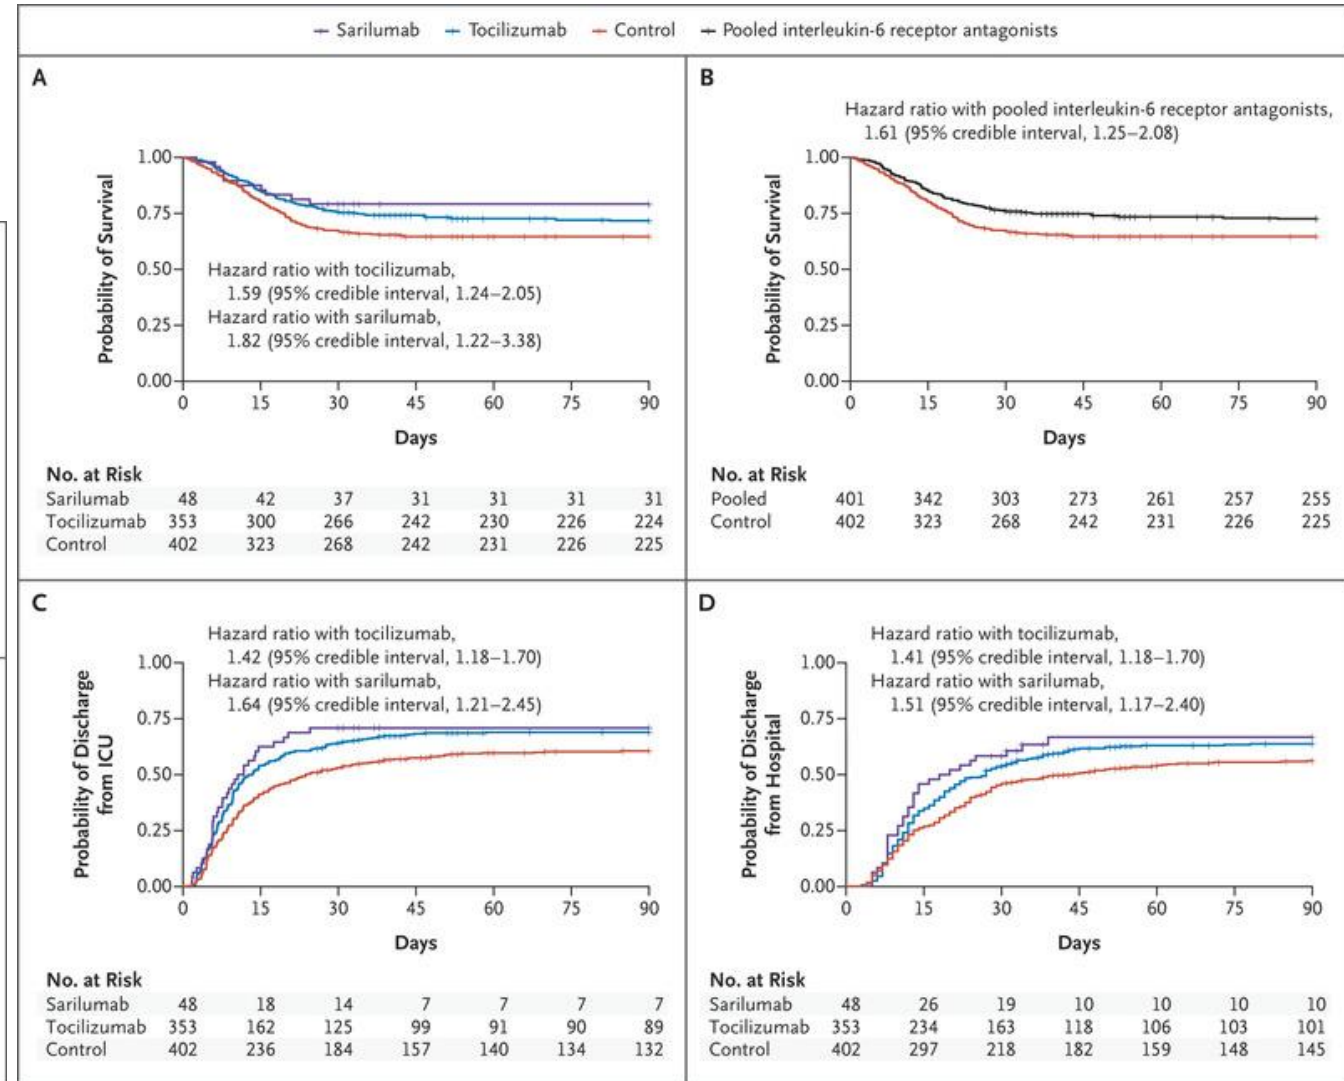 Sarilumab Tocilizumab Control Pooled interleukin-6 receptor antagonists
A
Probability of Survival
1.00
0.75
0.50
0.25
0.00
Hazard ratio with tocilizumab,
1.59 (95% credible interval, 1.24–2.05)
Hazard ratio with sarilumab,
1.82 (95% credible interval, 1.22–3.38)
0 15 30 45 60 75 90
Days
No. at Risk
Sarilumab 48 42 37 31 31 31 31
Tocilizumab 353 300 266 242 230 226 224
Control 402 323 268 242 231 226 225
B
Hazard ratio with pooled interleukin-6 receptor antagonists,
1.61 (95% credible interval, 1.25–2.08)
Probability of Survival
1.00
0.75
0.50
0.25
0.00
0 15 30 45 60 75 90
Days
No. at Risk
Pooled 401 342 303 273 261 257 255
Control 402 323 268 242 231 226 225
C
Hazard ratio with tocilizumab,
1.42 (95% credible interval, 1.18–1.70)
Hazard ratio with sarilumab,
1.64 (95% credible interval, 1.21–2.45)
Probability of Discharge
from ICU
1.00
0.75
0.50
0.25
0.00
0 15 30 45 60 75 90
Days
No. at Risk
Sarilumab 48 18 14 7 7 7 7
Tocilizumab 353 162 125 99 91 90 89
Control 402 236 184 157 140 134 132
D
Hazard ratio with tocilizumab,
1.41 (95% credible interval, 1.18–1.70)
Hazard ratio with sarilumab,
1.51 (95% credible interval, 1.17–2.40)
Probability of Discharge
from Hospital
1.00
0.75
0.50
0.25
0.00
0 15 30 45 60 75 90
Days
No. at Risk
Sarilumab 48 26 19 10 10 10 10
Tocilizumab 353 234 163 118 106 103 101
Control 402 297 218 182 159 148 145